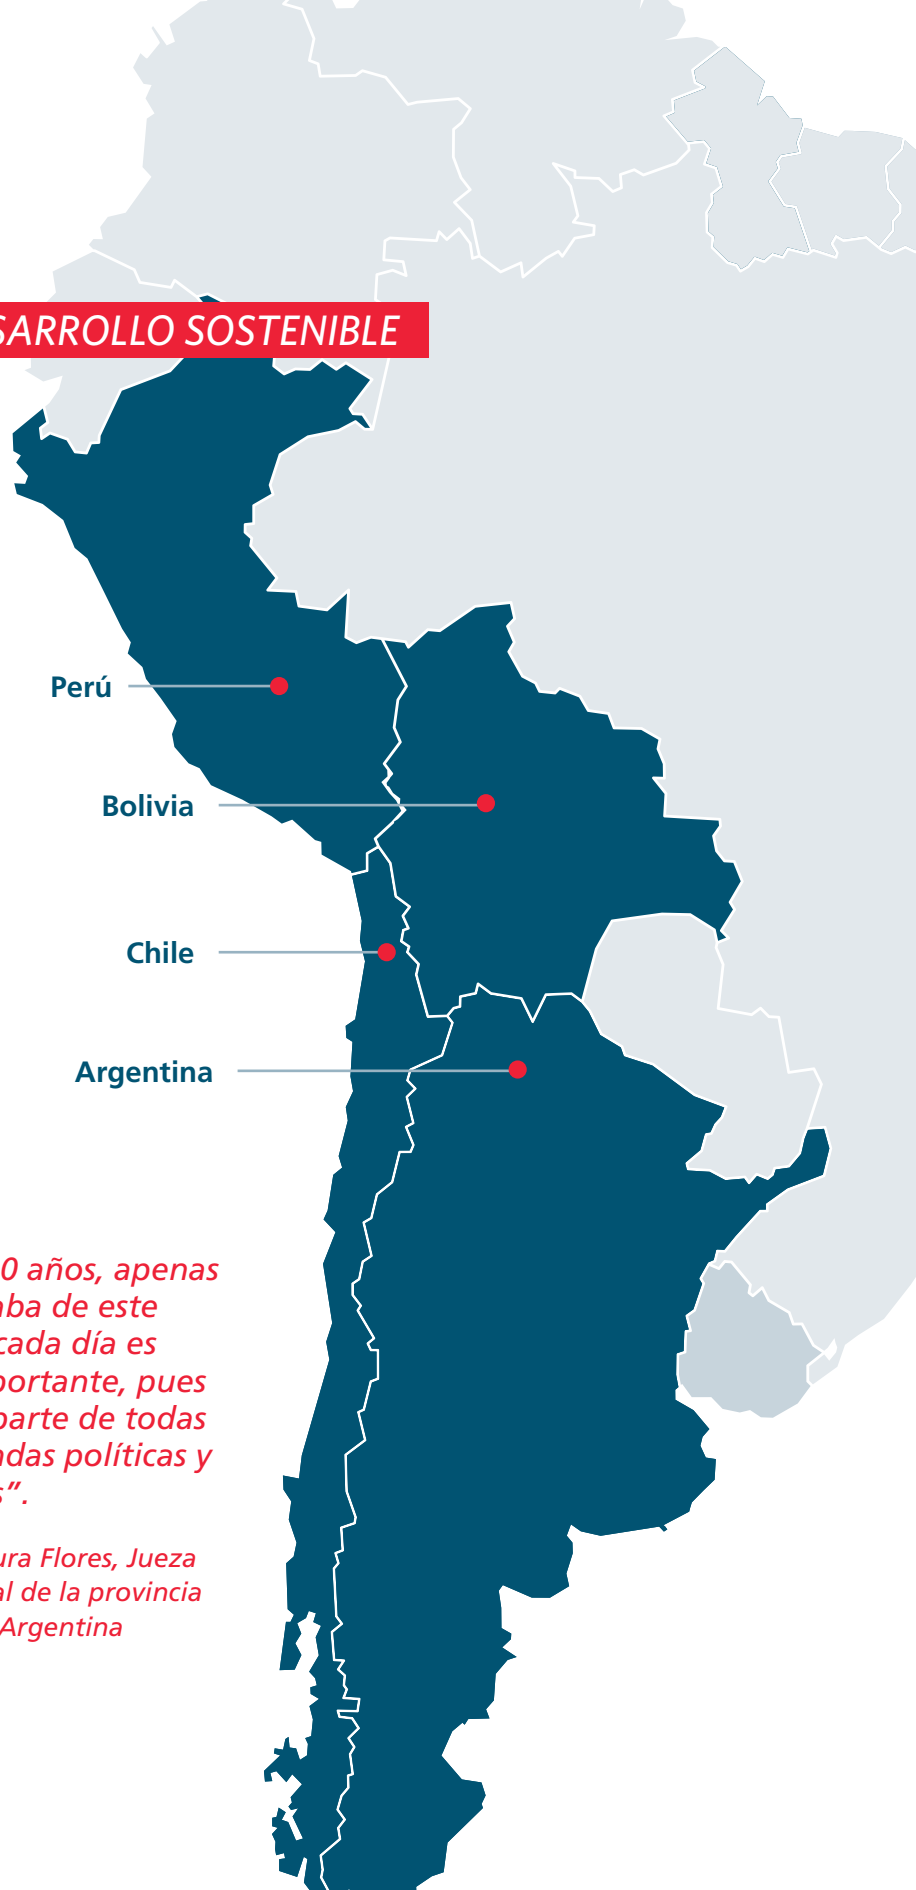 SARROLLO SOSTENIBLE
Perú
Bolivia
Chile
Argentina
0 años, apenas
aba de este
cada día es
portante, pues
parte de todas
ndas políticas y
s”.
ura Flores, Jueza
al de la provincia
Argentina